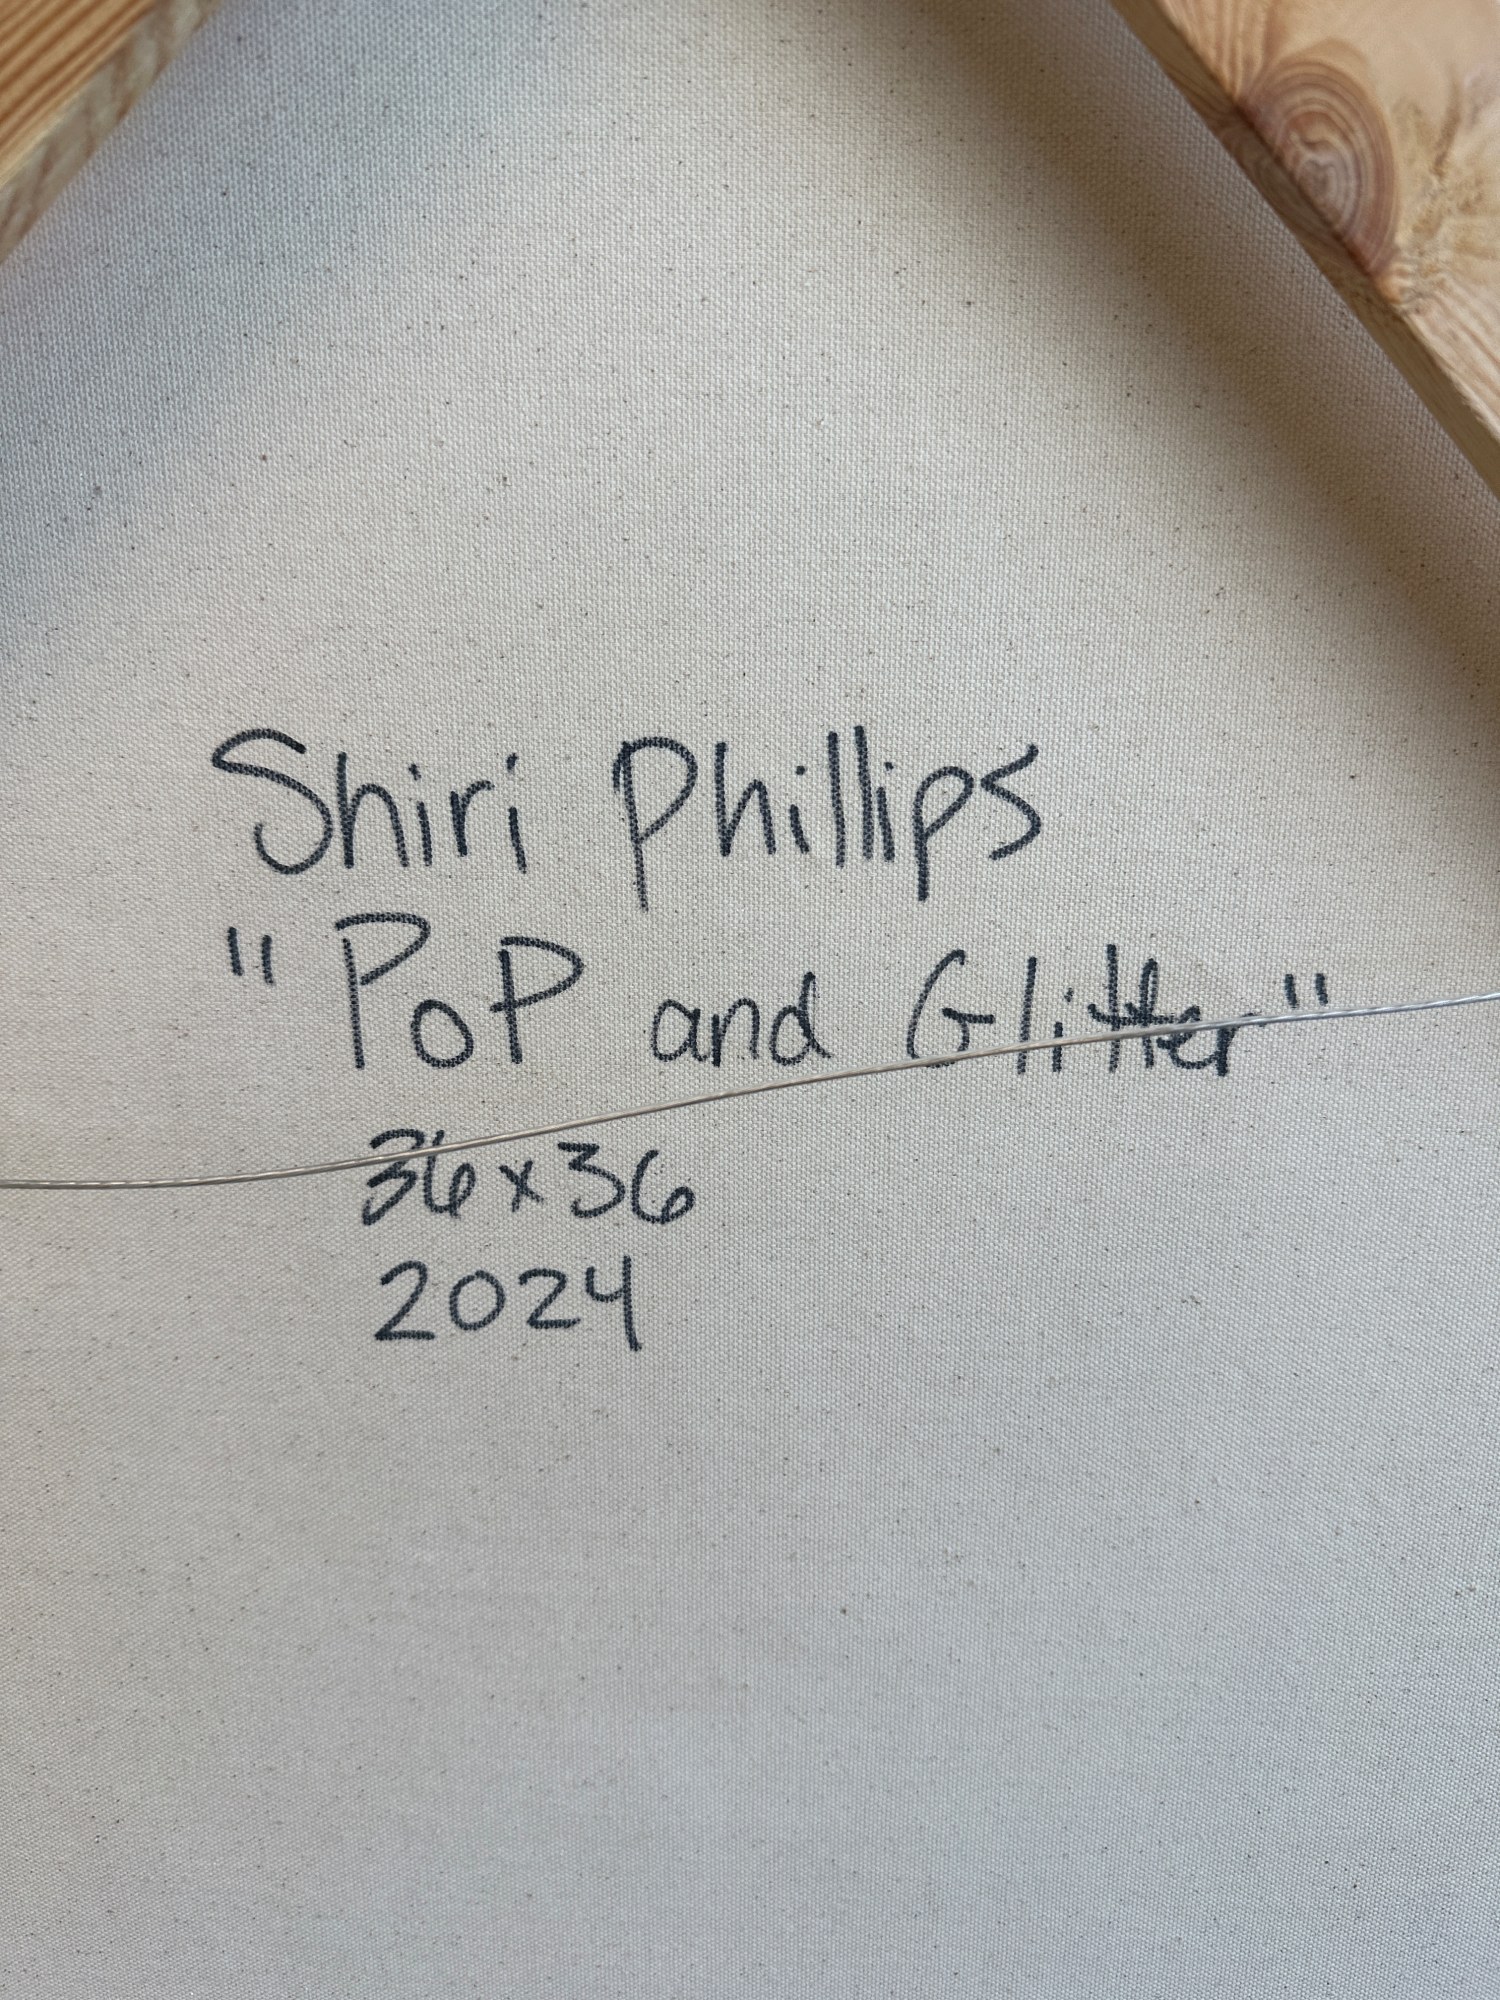 Shiri Phillips
"PoP and Glitter"
36x36
2024